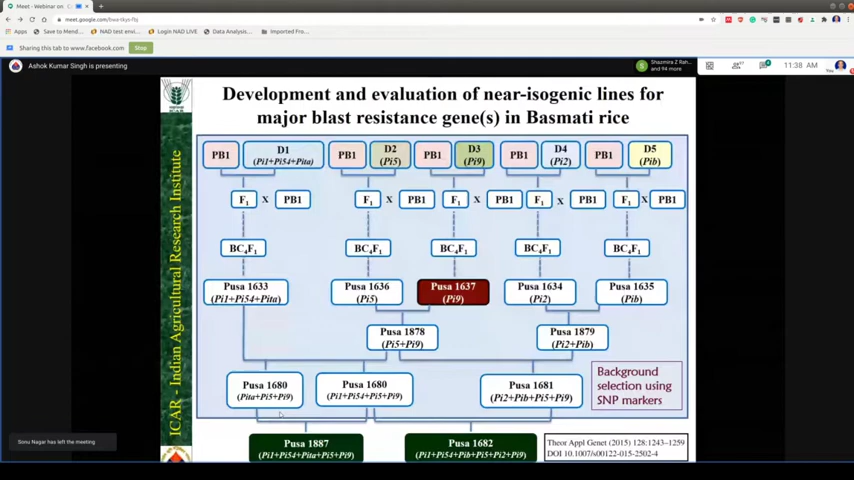 Meet - Webinar on
meet.google.com/bwa-tkys-fbj
Apps
Save to Mend...
NAD test envi...
Login NAD LIVE
Data Analysis...
Imported Fro...
Sharing this tab to www.facebook.com
Stop
Ashok Kumar Singh is presenting
S
Shazmira Z Rah...
and 94 more
11:38 AM
You
ICAR
ICAR - Indian Agricultural Research Institute
Development and evaluation of near-isogenic lines for
major blast resistance gene(s) in Basmati rice
PB1 D1 PB1 D2 PB1 D3 PB1 D4 PB1 D5
(Pi1+Pi54+Pita) (Pi5) (Pi9) (Pi2) (Pib)
F1 X PB1 F1 X PB1 F1 X PB1 F1 X PB1 F1 X PB1
BC4F1 BC4F1 BC4F1 BC4F1 BC4F1
Pusa 1633 Pusa 1636 Pusa 1637 Pusa 1634 Pusa 1635
(Pi1+Pi54+Pita) (Pi5) (Pi9) (Pi2) (Pib)
Pusa 1878 Pusa 1879
(Pi5+Pi9) (Pi2+Pib)
Pusa 1680 Pusa 1680 Pusa 1681
(Pita+Pi5+Pi9) (Pi1+Pi54+Pi5+Pi9) (Pi2+Pib+Pi5+Pi9)
Background
selection using
SNP markers
Pusa 1887 Pusa 1682
(Pi1+Pi54+Pita+Pi5+Pi9) (Pi1+Pi54+Pib+Pi5+Pi2+Pi9)
Theor Appl Genet (2015) 128:1243–1259
DOI 10.1007/s00122-015-2502-4
Sonu Nagar has left the meeting